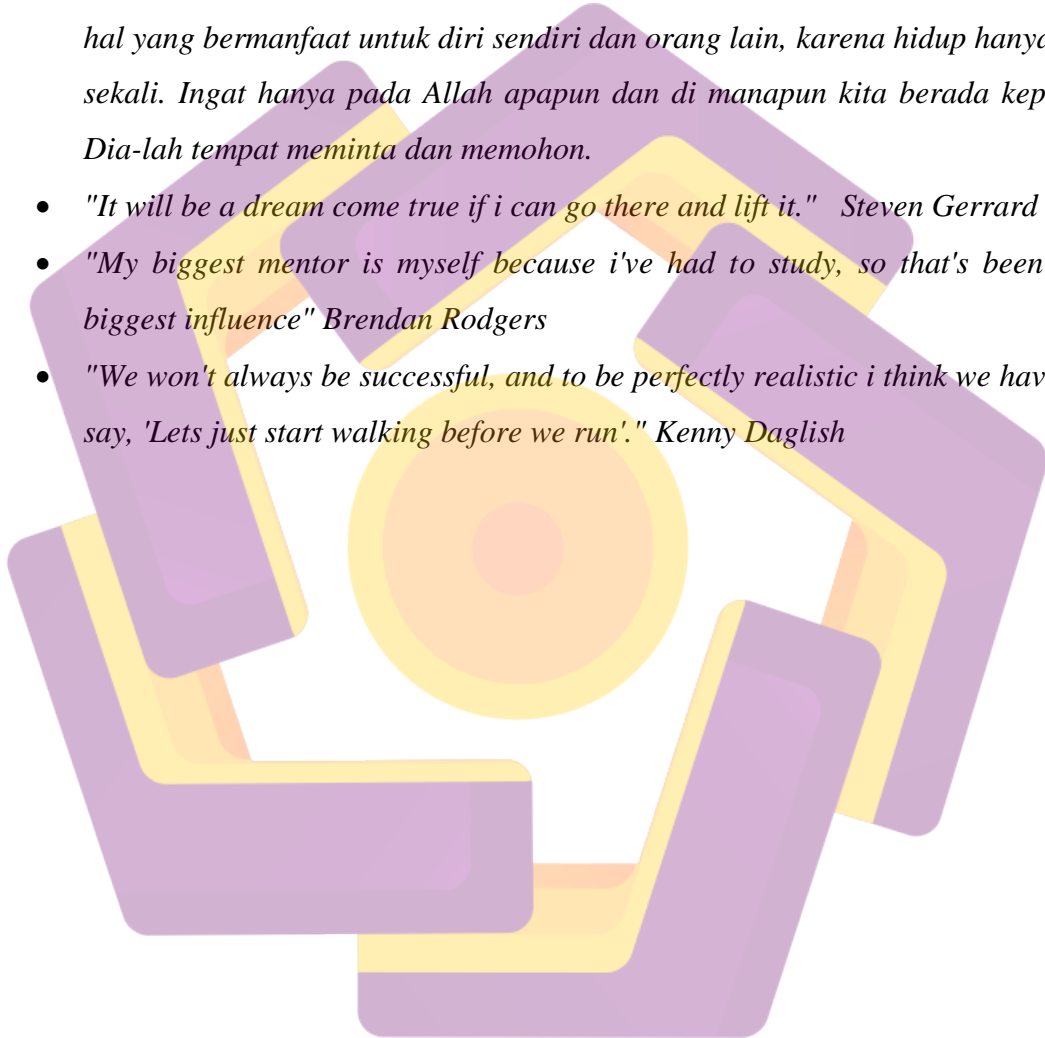 hal yang bermanfaat untuk diri sendiri dan orang lain, karena hidup hanya
sekali. Ingat hanya pada Allah apapun dan di manapun kita berada kep
Dia-lah tempat meminta dan memohon.
• "It will be a dream come true if i can go there and lift it."   Steven Gerrard
• "My biggest mentor is myself because i've had to study, so that's been
biggest influence" Brendan Rodgers
• "We won't always be successful, and to be perfectly realistic i think we hav
say, 'Lets just start walking before we run'." Kenny Daglish